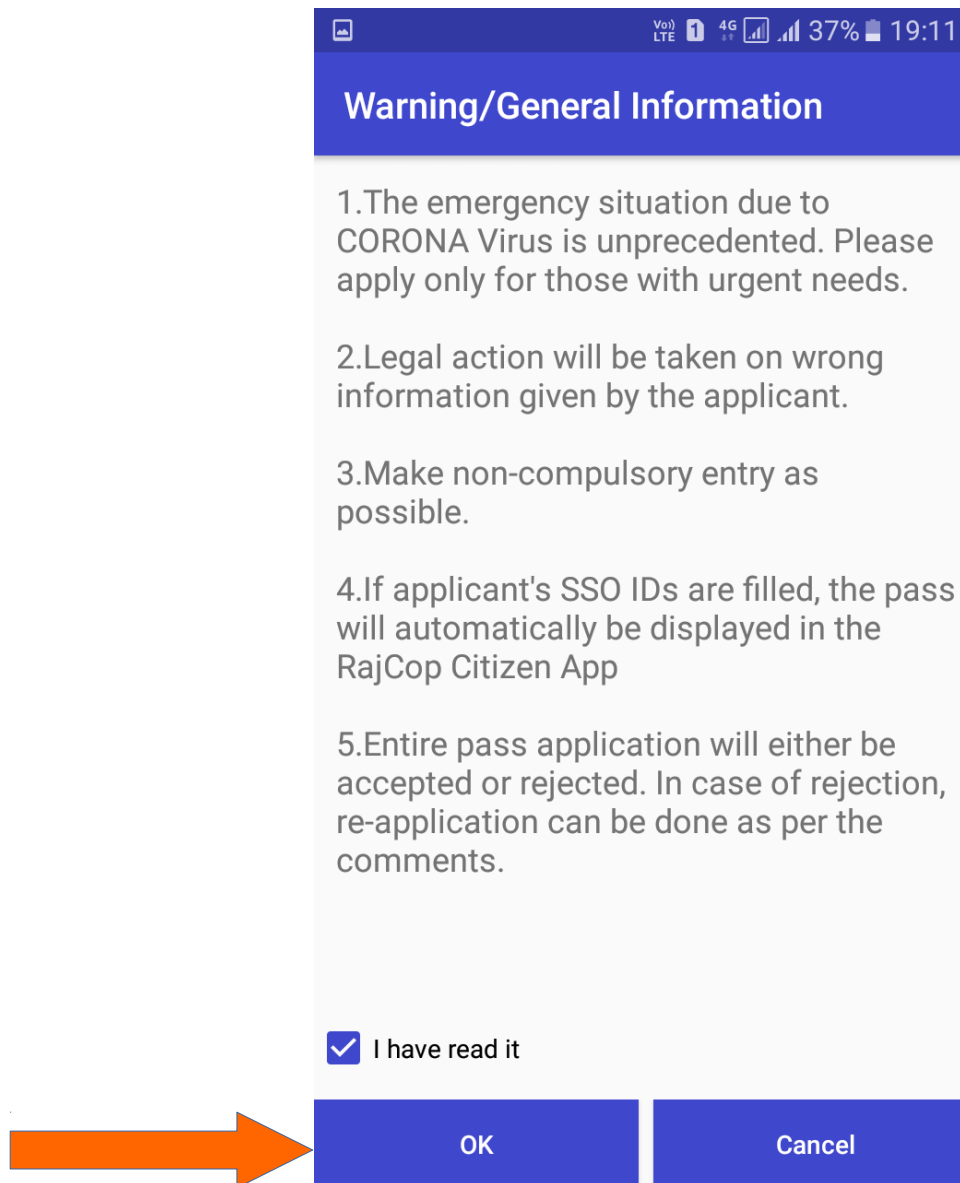 Vo)) LTE 1 4G 37% 19:11
Warning/General Information
1.The emergency situation due to
CORONA Virus is unprecedented. Please
apply only for those with urgent needs.
2.Legal action will be taken on wrong
information given by the applicant.
3.Make non-compulsory entry as
possible.
4.If applicant's SSO IDs are filled, the pass
will automatically be displayed in the
RajCop Citizen App
5.Entire pass application will either be
accepted or rejected. In case of rejection,
re-application can be done as per the
comments.
I have read it
OK Cancel